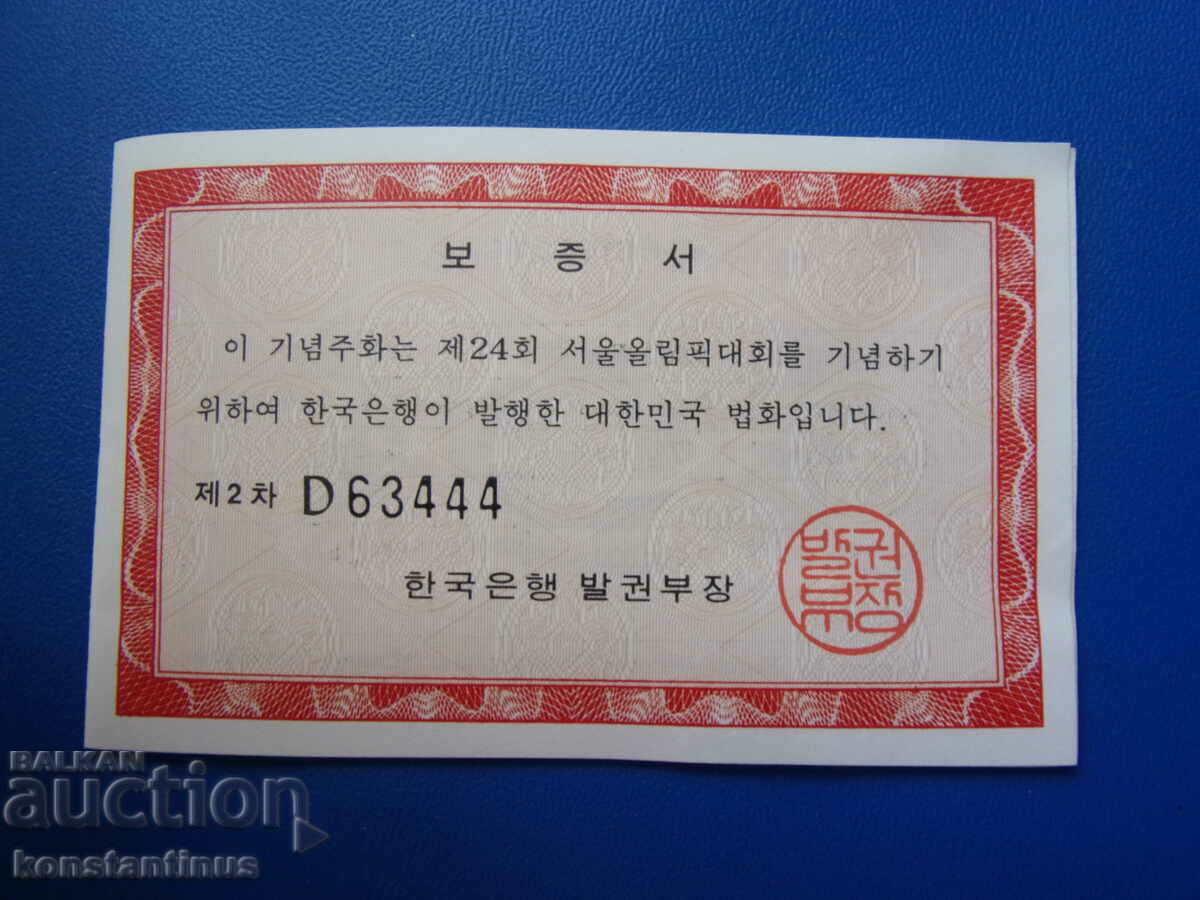 보 증 서
이 기념주화는 제24회 서울올림픽대회를 기념하기
위하여 한국은행이 발행한 대한민국 법화입니다.
제2차 D63444
한국은행 발권부장
발권
부장
BALKAN
auction
konstantinus